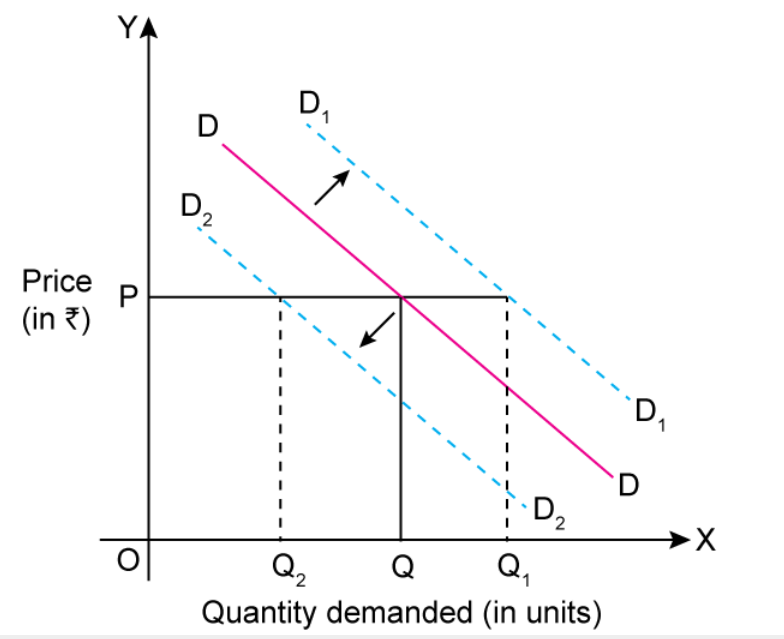 Y
D₁
D
D₂
Price
(in ₹)
P
D₁
D
D₂
X
O
Q₂
Q
Q₁
Quantity demanded (in units)